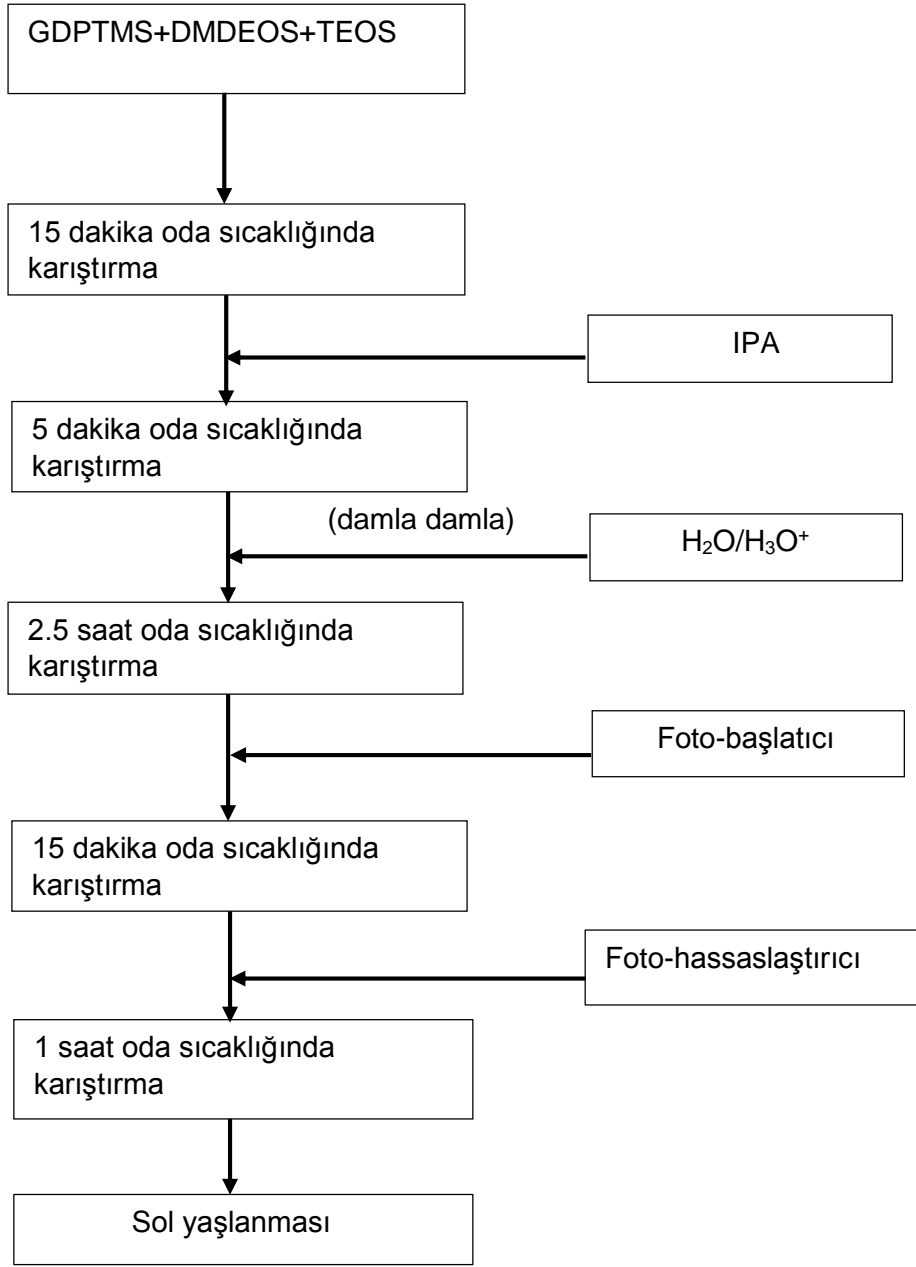 GDPTMS+DMDEOS+TEOS
15 dakika oda sıcaklığında
karıştırma
IPA
5 dakika oda sıcaklığında
karıştırma
(damla damla)
H₂O/H₃O⁺
2.5 saat oda sıcaklığında
karıştırma
Foto-başlatıcı
15 dakika oda sıcaklığında
karıştırma
Foto-hassaslaştırıcı
1 saat oda sıcaklığında
karıştırma
Sol yaşlanması